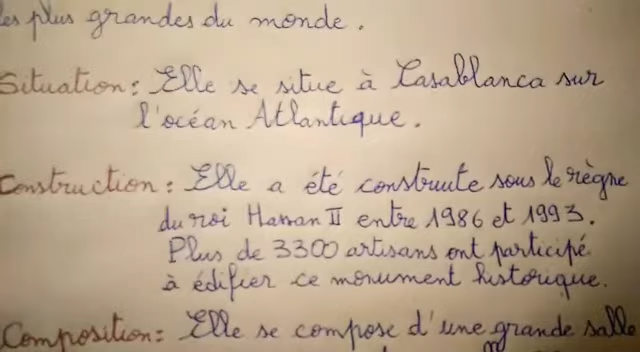 les plus grandes du monde.
Situation : Elle se situe à Casablanca sur
l'océan Atlantique.
Construction : Elle a été construite sous le règne
du roi Hassan II entre 1986 et 1993.
Plus de 3300 artisans ont participé
à édifier ce monument historique.
Composition : Elle se compose d'une grande salle